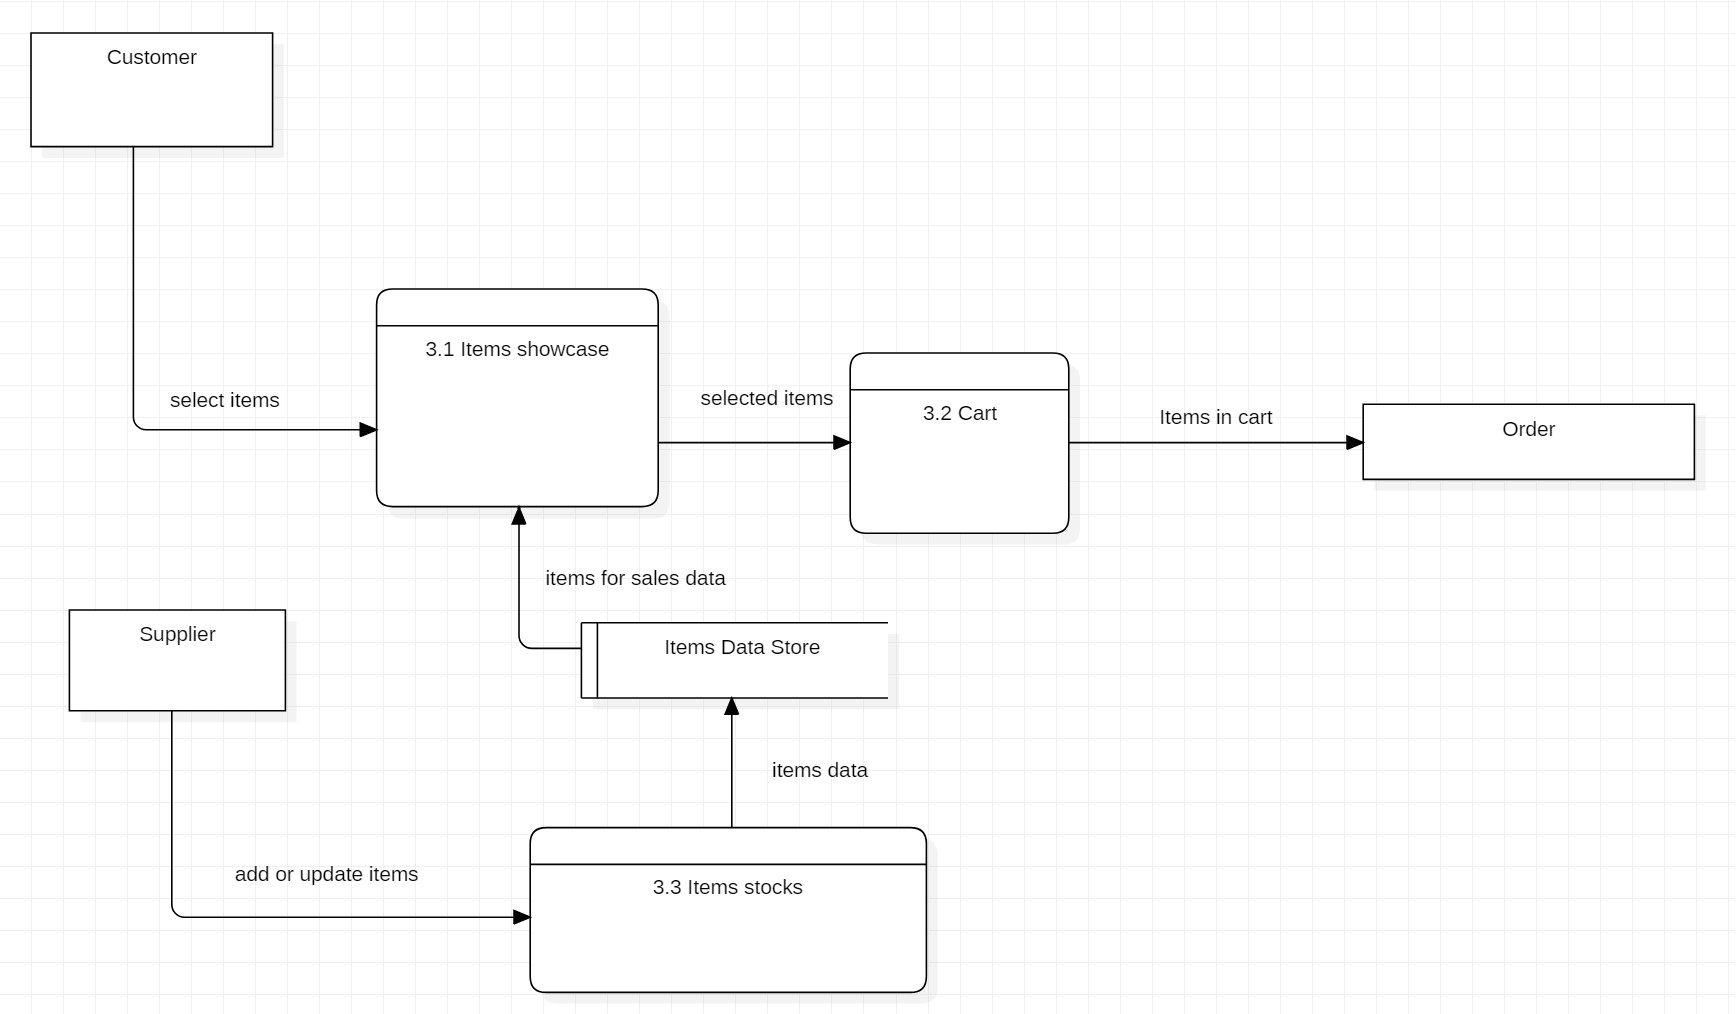 Customer
3.1 Items showcase
select items
selected items
3.2 Cart
Items in cart
Order
items for sales data
Supplier
Items Data Store
items data
add or update items
3.3 Items stocks